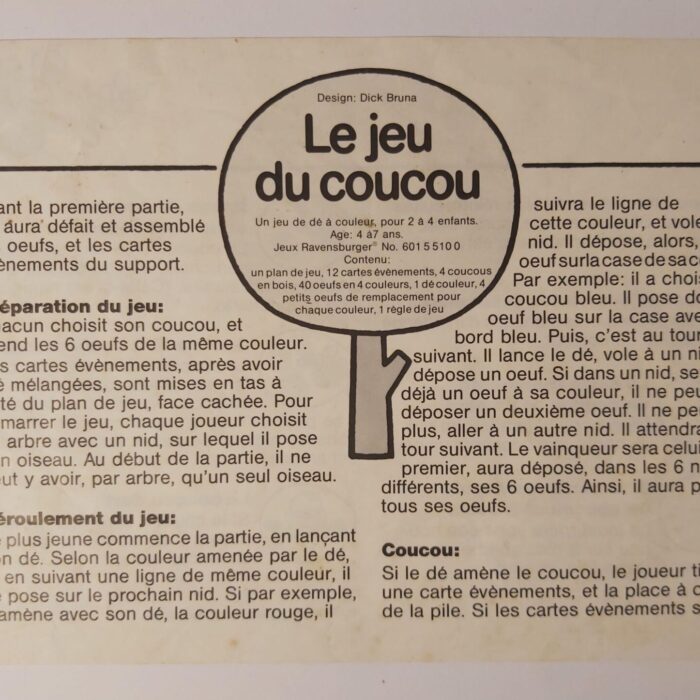 Design: Dick Bruna
Le jeu
du coucou
Un jeu de dé à couleur, pour 2 à 4 enfants.
Age: 4 à7 ans.
Jeux Ravensburger® No. 601 5 510 0
Contenu:
un plan de jeu, 12 cartes évènements, 4 coucous
en bois, 40 oeufs en 4 couleurs, 1 dé couleur, 4
petits oeufs de remplacement pour
chaque couleur, 1 règle de jeu
ant la première partie,
aura défait et assemblé
oeufs, et les cartes
ènements du support.
éparation du jeu:
acun choisit son coucou, et
end les 6 oeufs de la même couleur.
s cartes évènements, après avoir
é mélangées, sont mises en tas à
té du plan de jeu, face cachée. Pour
marrer le jeu, chaque joueur choisit
arbre avec un nid, sur lequel il pose
n oiseau. Au début de la partie, il ne
eut y avoir, par arbre, qu'un seul oiseau.
éroulement du jeu:
e plus jeune commence la partie, en lançant
on dé. Selon la couleur amenée par le dé,
en suivant une ligne de même couleur, il
e pose sur le prochain nid. Si par exemple,
amène avec son dé, la couleur rouge, il
suivra le ligne de
cette couleur, et vole
nid. Il dépose, alors,
oeuf sur la case de sa co
Par exemple: il a choi
coucou bleu. Il pose de
oeuf bleu sur la case ave
bord bleu. Puis, c'est au tour
suivant. Il lance le dé, vole à un ni
dépose un oeuf. Si dans un nid, se
déjà un oeuf à sa couleur, il ne peu
déposer un deuxième oeuf. Il ne pe
plus, aller à un autre nid. Il attendra
tour suivant. Le vainqueur sera celui
premier, aura déposé, dans les 6 n
différents, ses 6 oeufs. Ainsi, il aura p
tous ses oeufs.
Coucou:
Si le dé amène le coucou, le joueur ti
une carte évènements, et la place à c
de la pile. Si les cartes évènements s